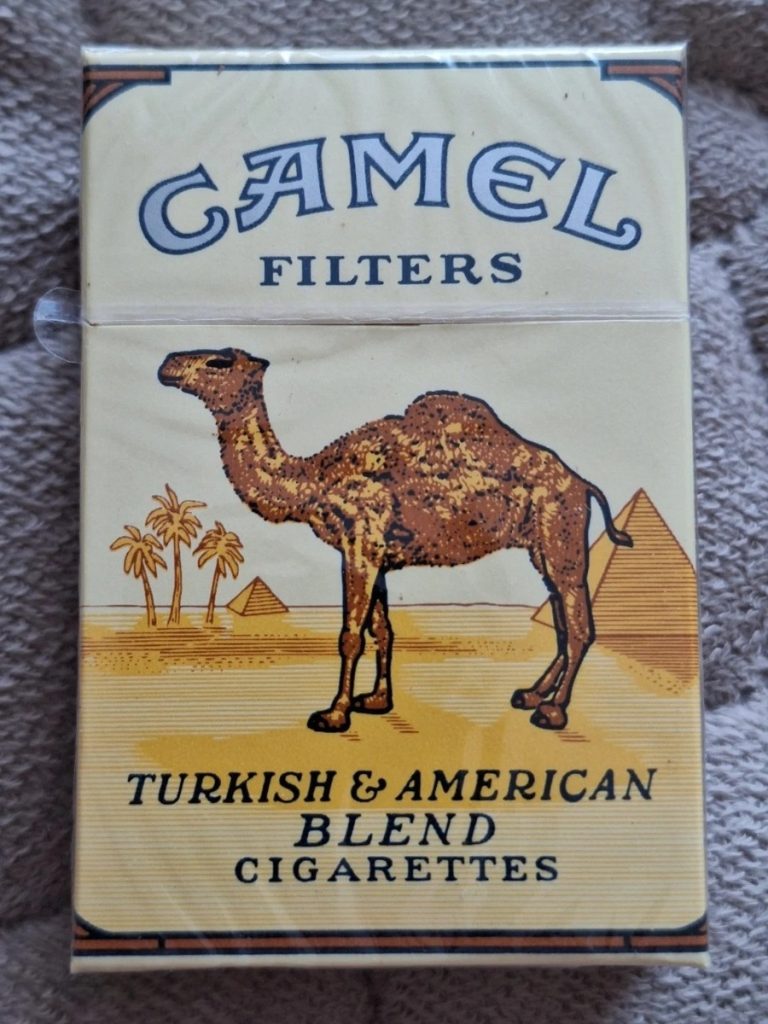 CAMEL
FILTERS
TURKISH & AMERICAN
BLEND
CIGARETTES